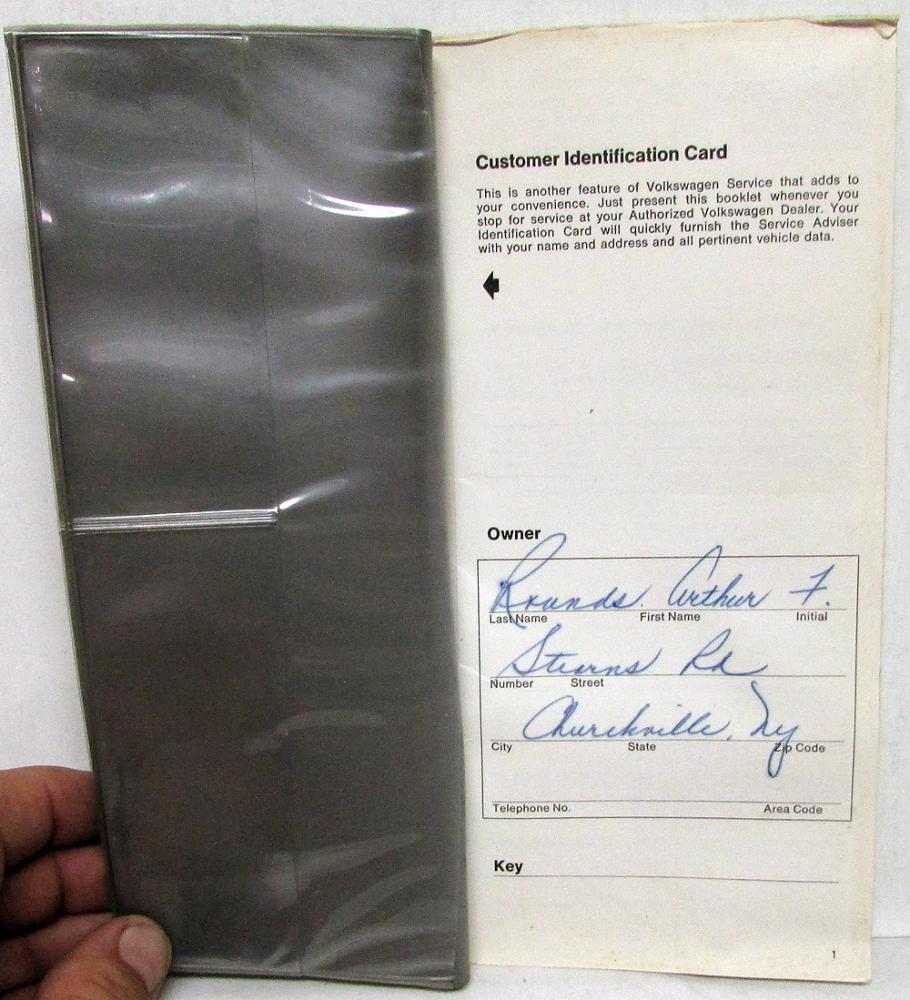 Customer Identification Card
This is another feature of Volkswagen Service that adds to
your convenience. Just present this booklet whenever you
stop for service at your Authorized Volkswagen Dealer. Your
Identification Card will quickly furnish the Service Adviser
with your name and address and all pertinent vehicle data.
Owner
Rounds. Arthur F.
Last Name First Name Initial
Stearns Rd
Number Street
Churchville, Ny
City State Zip Code
Telephone No. Area Code
Key
1